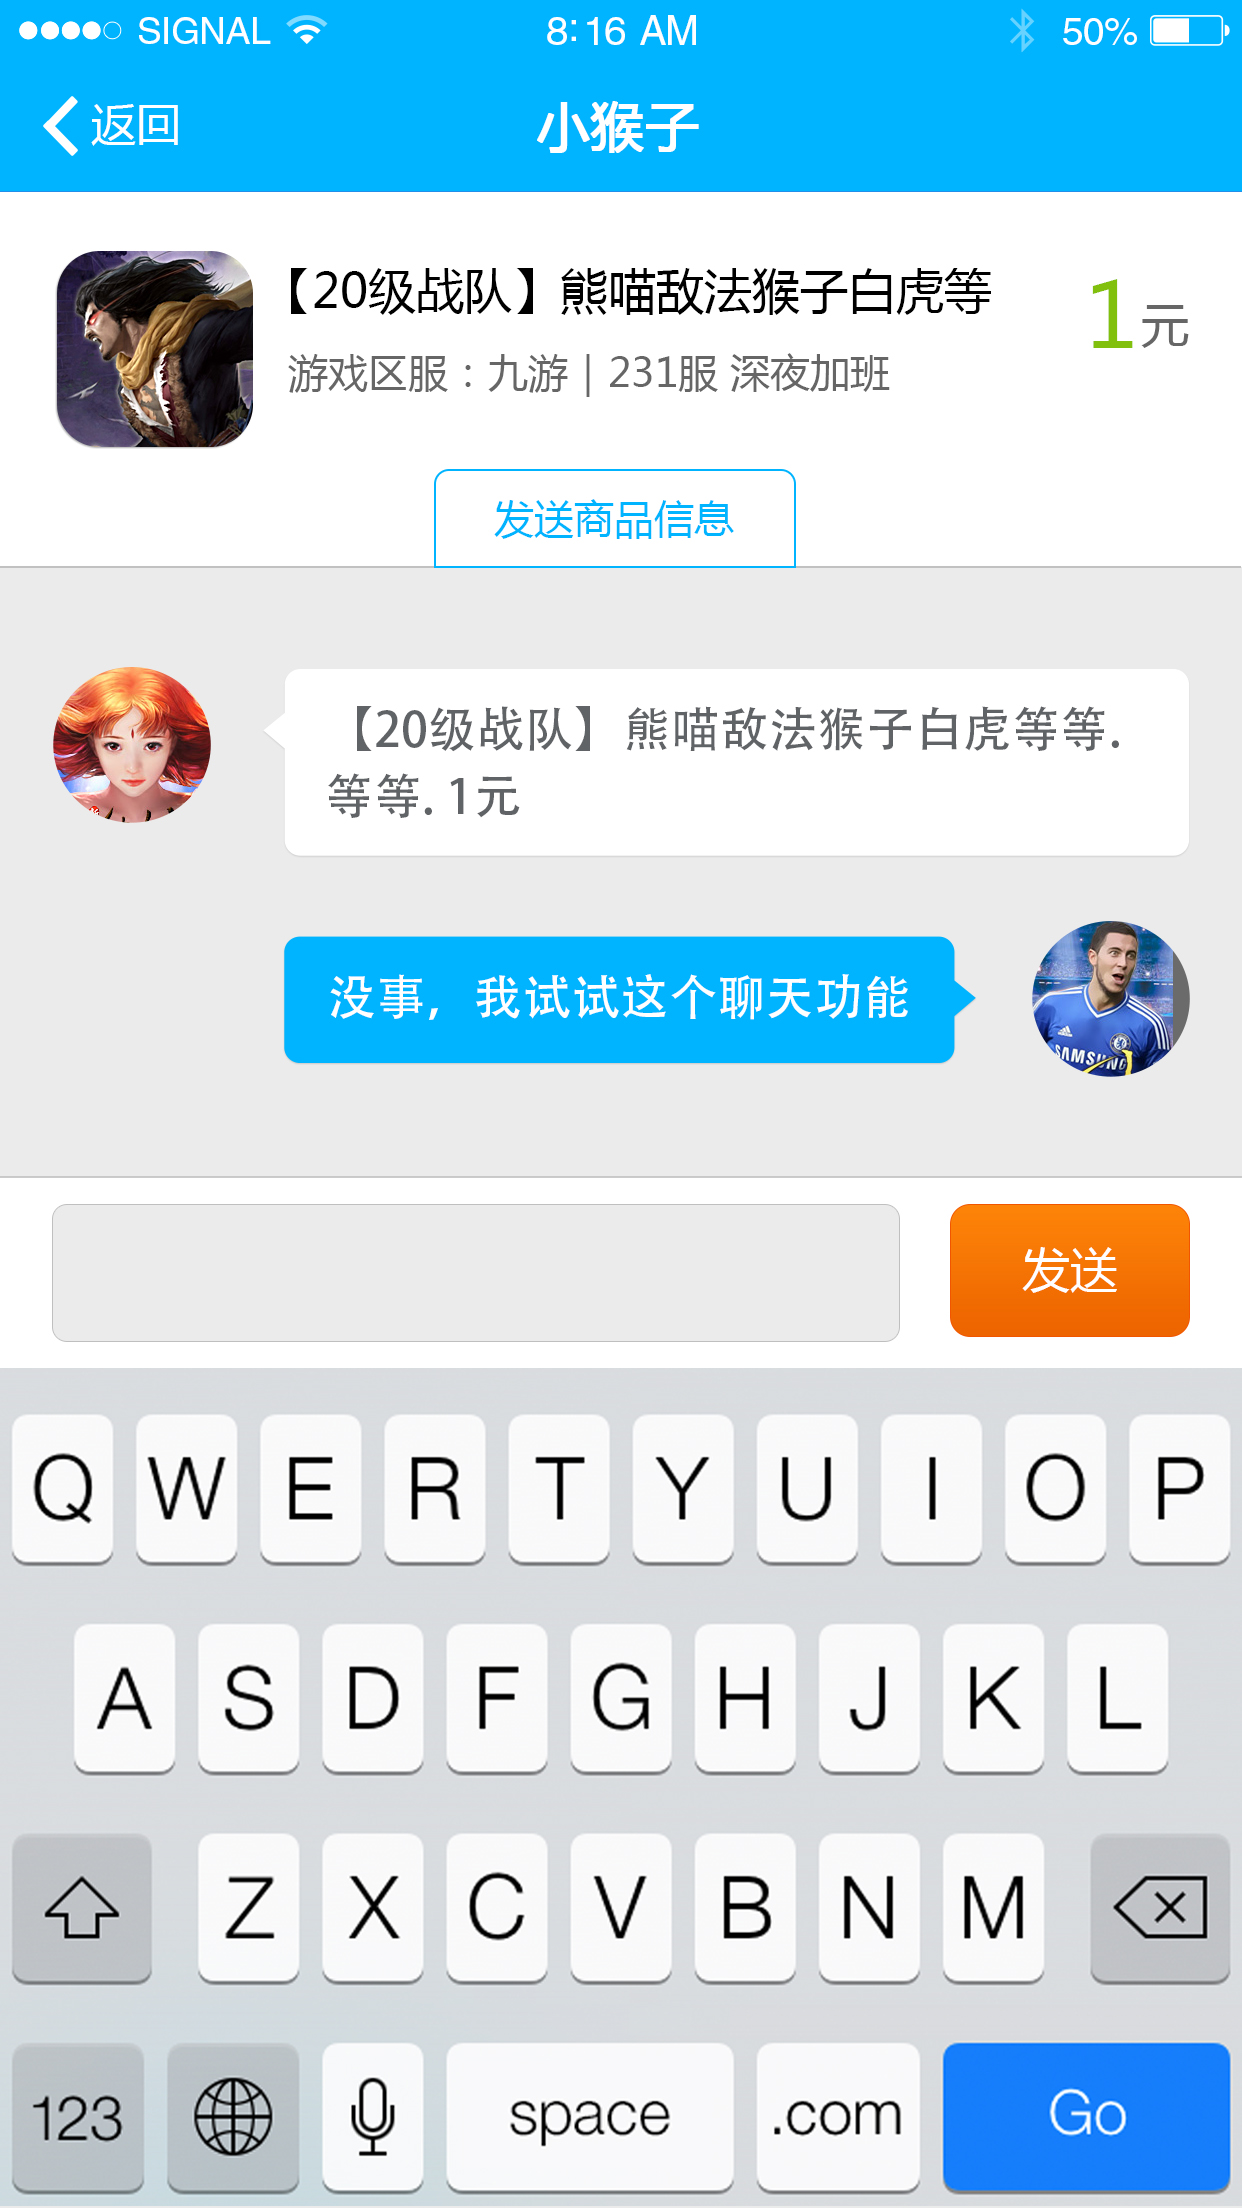 SIGNAL 8:16 AM 50%
返回 小猴子
【20级战队】熊喵敌法猴子白虎等 1元
游戏区服：九游 | 231服 深夜加班
发送商品信息
【20级战队】熊喵敌法猴子白虎等等.
等等. 1元
没事，我试试这个聊天功能
SAMSUNG
发送
Q W E R T Y U I O P
A S D F G H J K L
Z X C V B N M
123 space .com Go